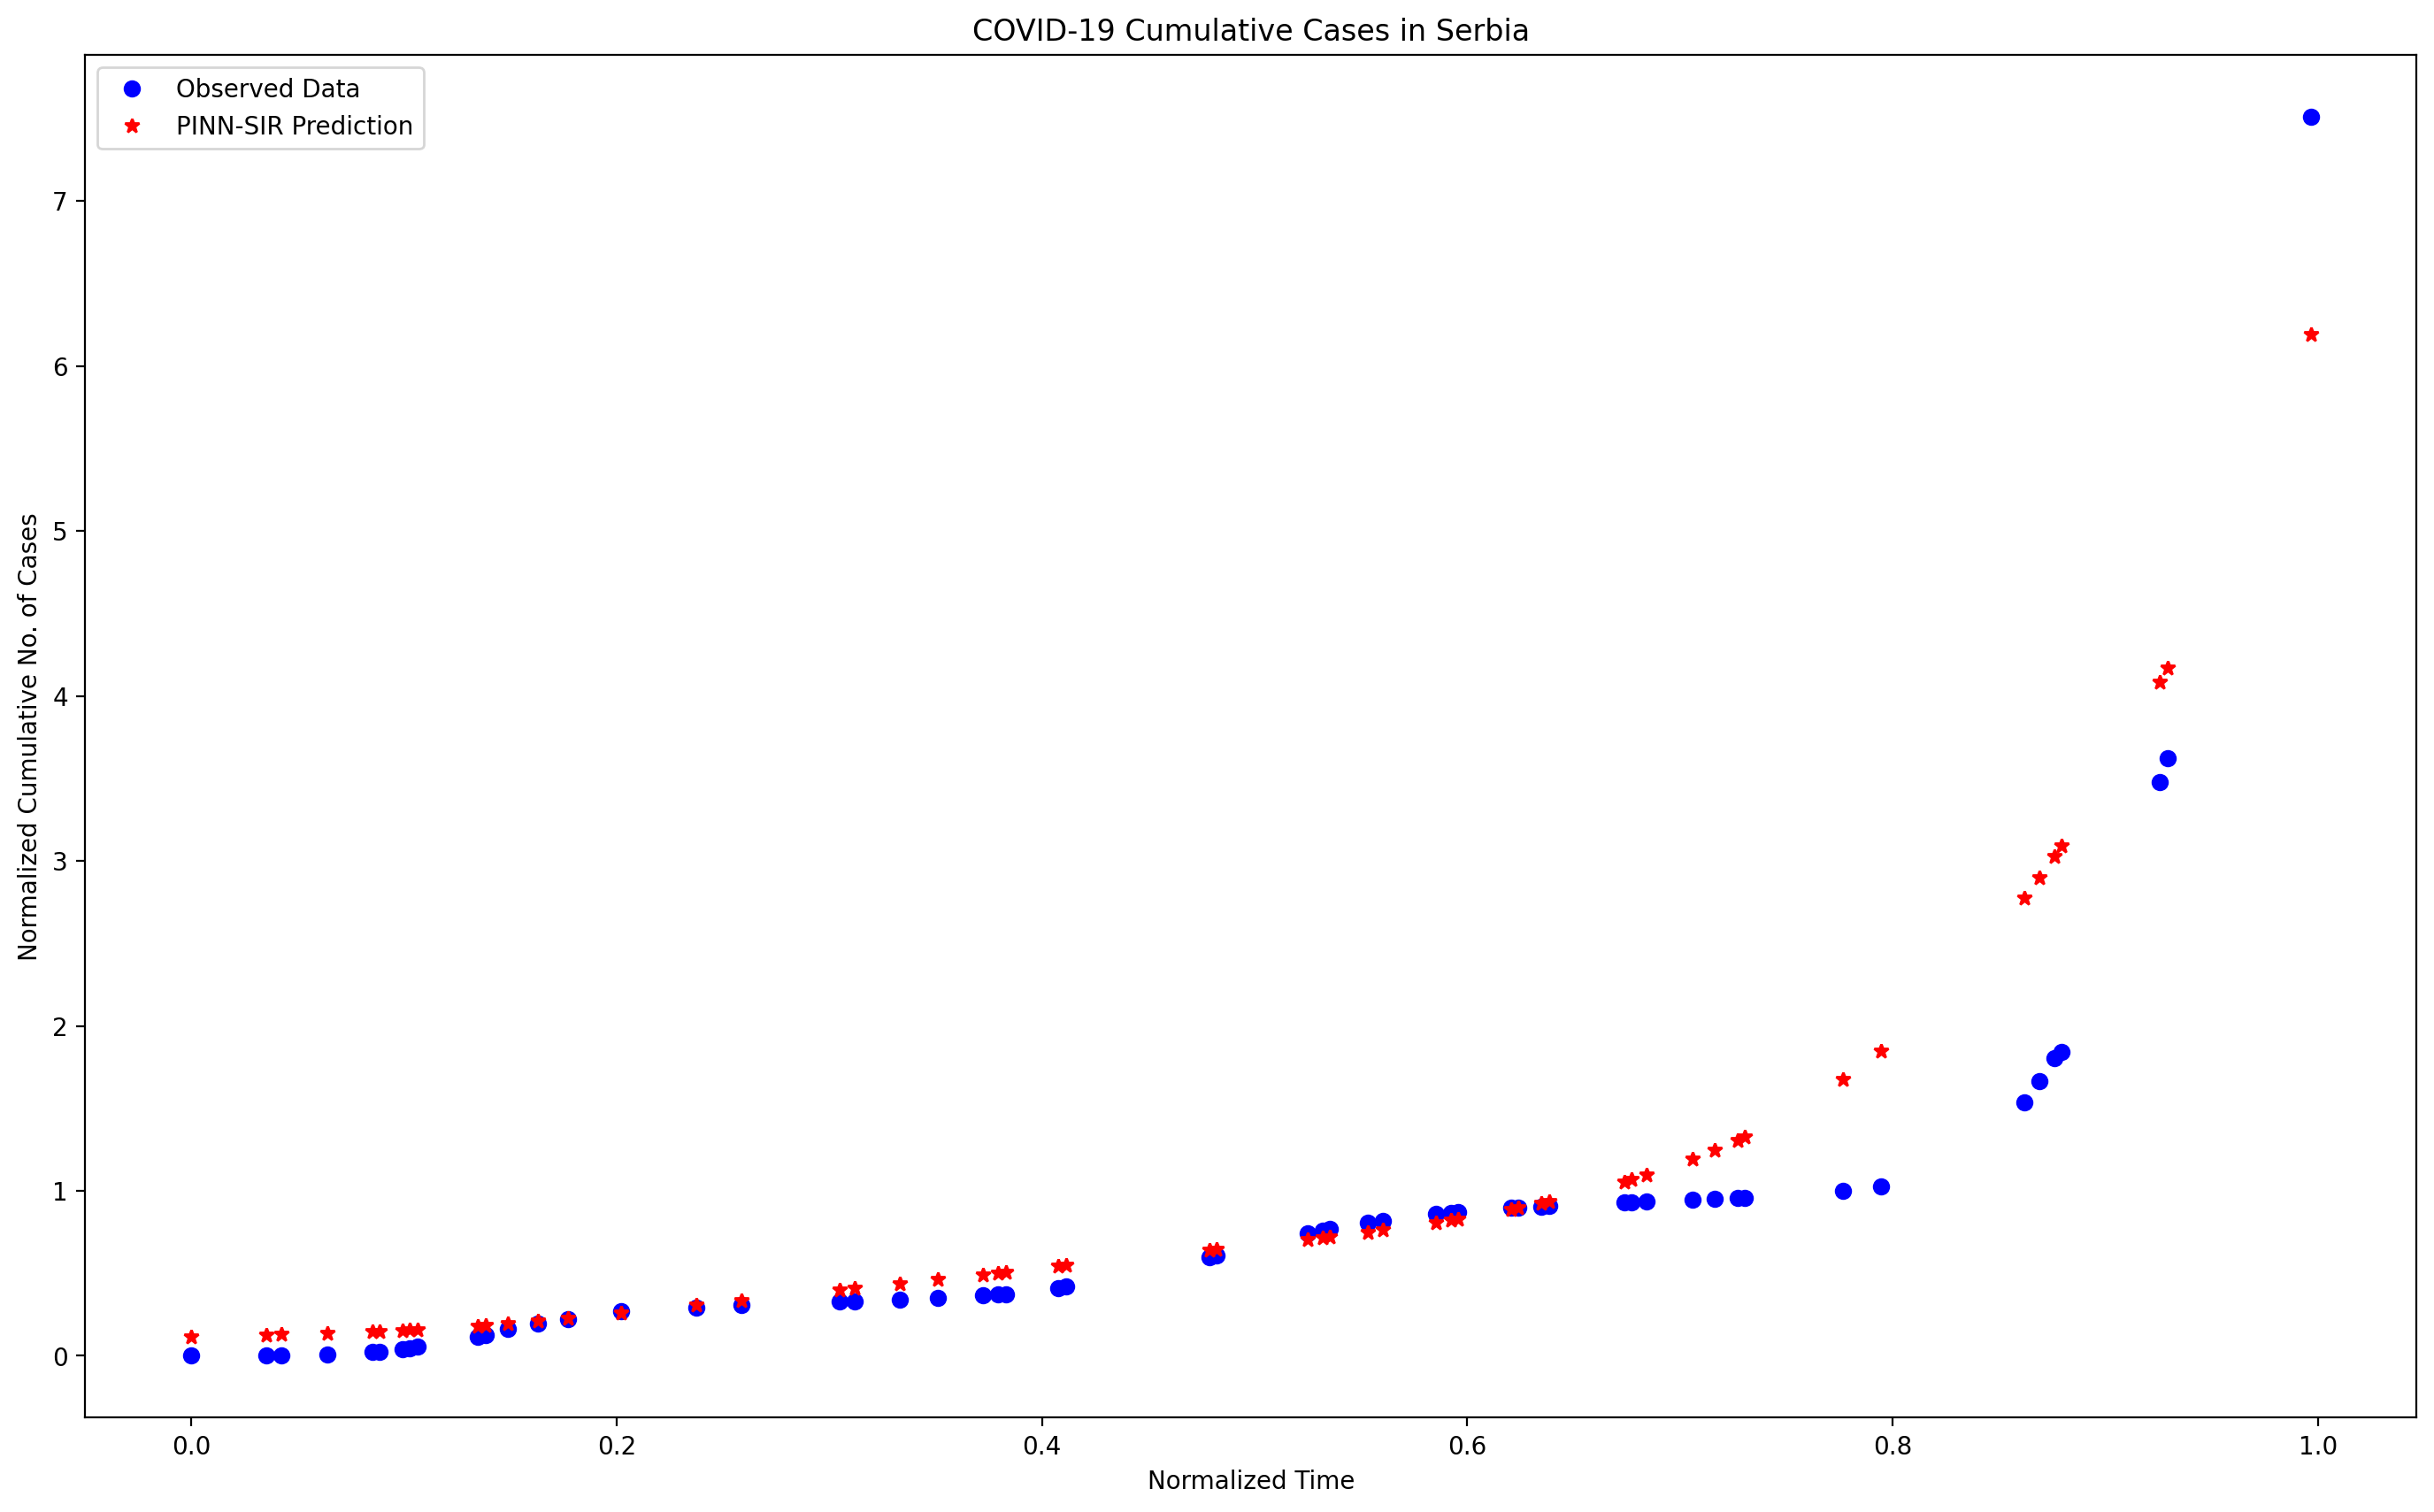 COVID-19 Cumulative Cases in Serbia
Observed Data
PINN-SIR Prediction
Normalized Cumulative No. of Cases
7
6
5
4
3
2
1
0
0.0 0.2 0.4 0.6 0.8 1.0
Normalized Time